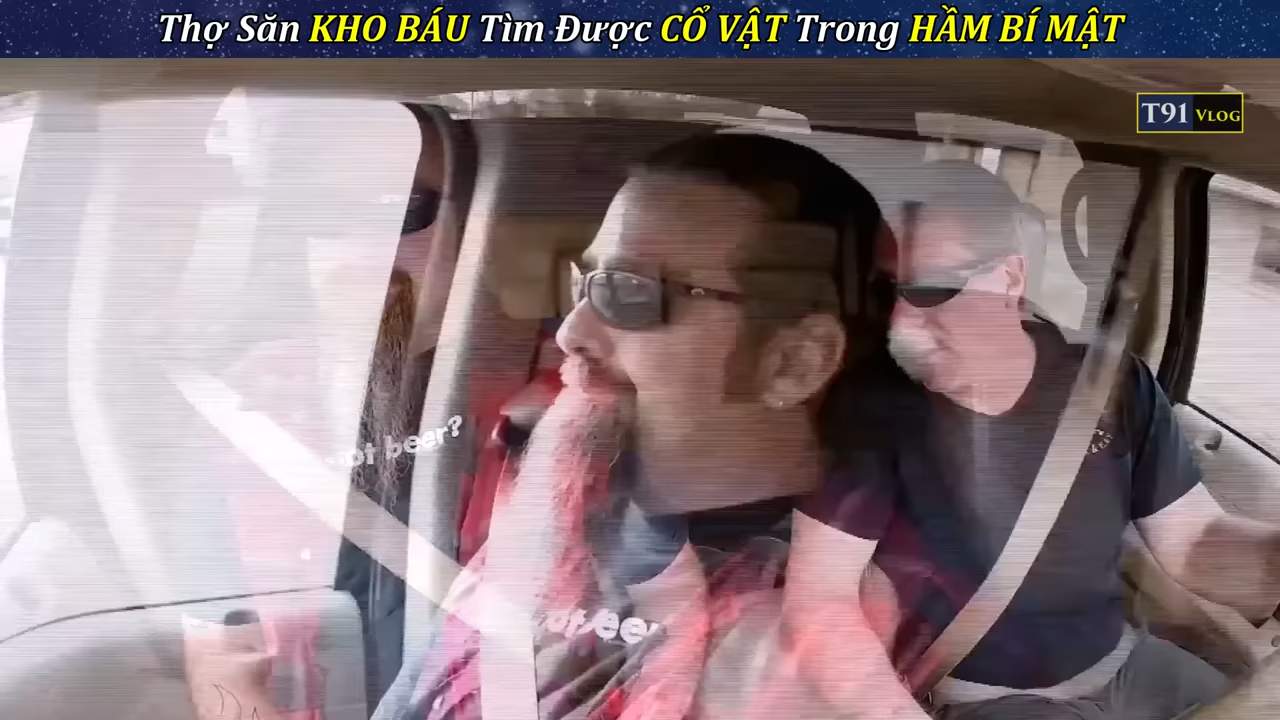 Thợ Săn KHO BÁU Tìm Được CỔ VẬT Trong HẦM BÍ MẬT
T91 VLOG
beer?